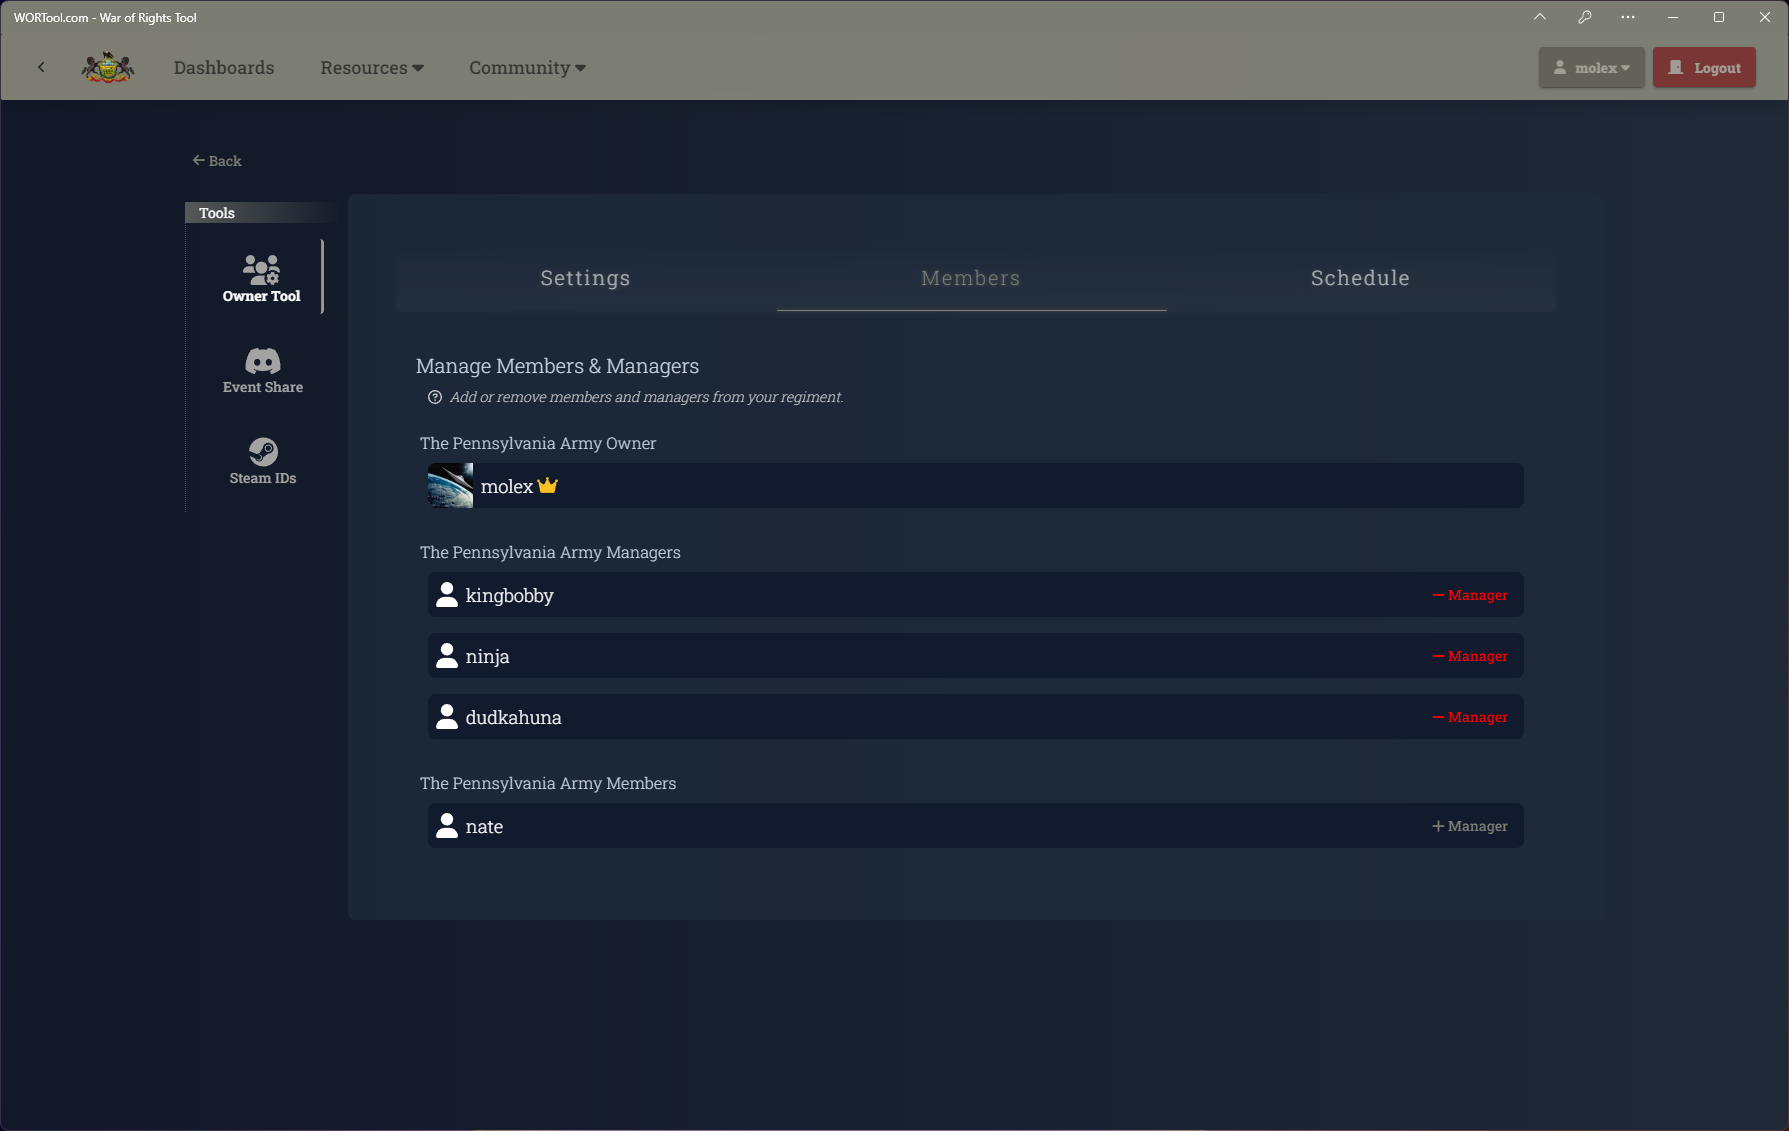 WORTool.com - War of Rights Tool
Dashboards
Resources
Community
molex
Logout
Back
Tools
Owner Tool
Event Share
Steam IDs
Settings
Members
Schedule
Manage Members & Managers
Add or remove members and managers from your regiment.
The Pennsylvania Army Owner
molex
The Pennsylvania Army Managers
kingbobby
Manager
ninja
Manager
dudkahuna
Manager
The Pennsylvania Army Members
nate
+ Manager